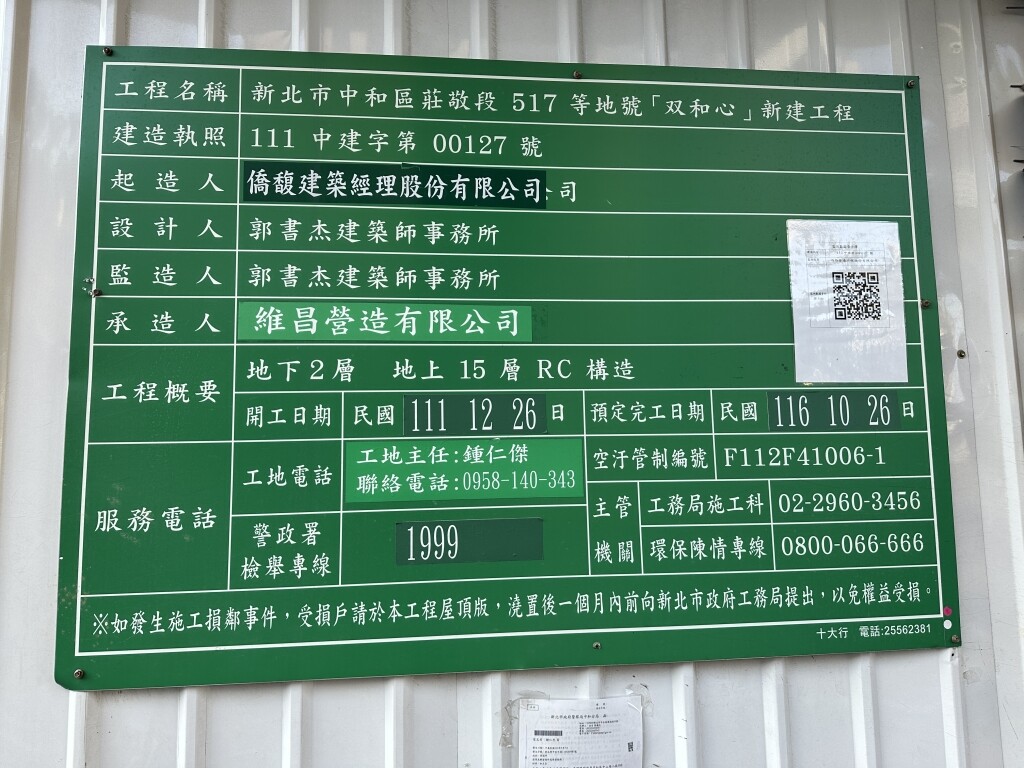 工程名稱 新北市中和區莊敬段 517 等地號「双和心」新建工程
建造執照 111 中建字第 00127 號
起造人 僑馥建築經理股份有限公司 司
設計人 郭書杰建築師事務所
監造人 郭書杰建築師事務所
承造人 維昌營造有限公司
工程概要 地下2層 地上 15 層 RC 構造
開工日期 民國 111 12 26 日 預定完工日期 民國 116 10 26 日
服務電話 工地電話 工地主任:鍾仁傑
聯絡電話:0958-140-343
空汙管制編號 F112F41006-1
主管機關 工務局施工科 02-2960-3456
警政署檢舉專線 1999
環保陳情專線 0800-066-666
※如發生施工損鄰事件，受損戶請於本工程屋頂版，澆置後一個月內前向新北市政府工務局提出，以免權益受損。
十大行 電話:25562381